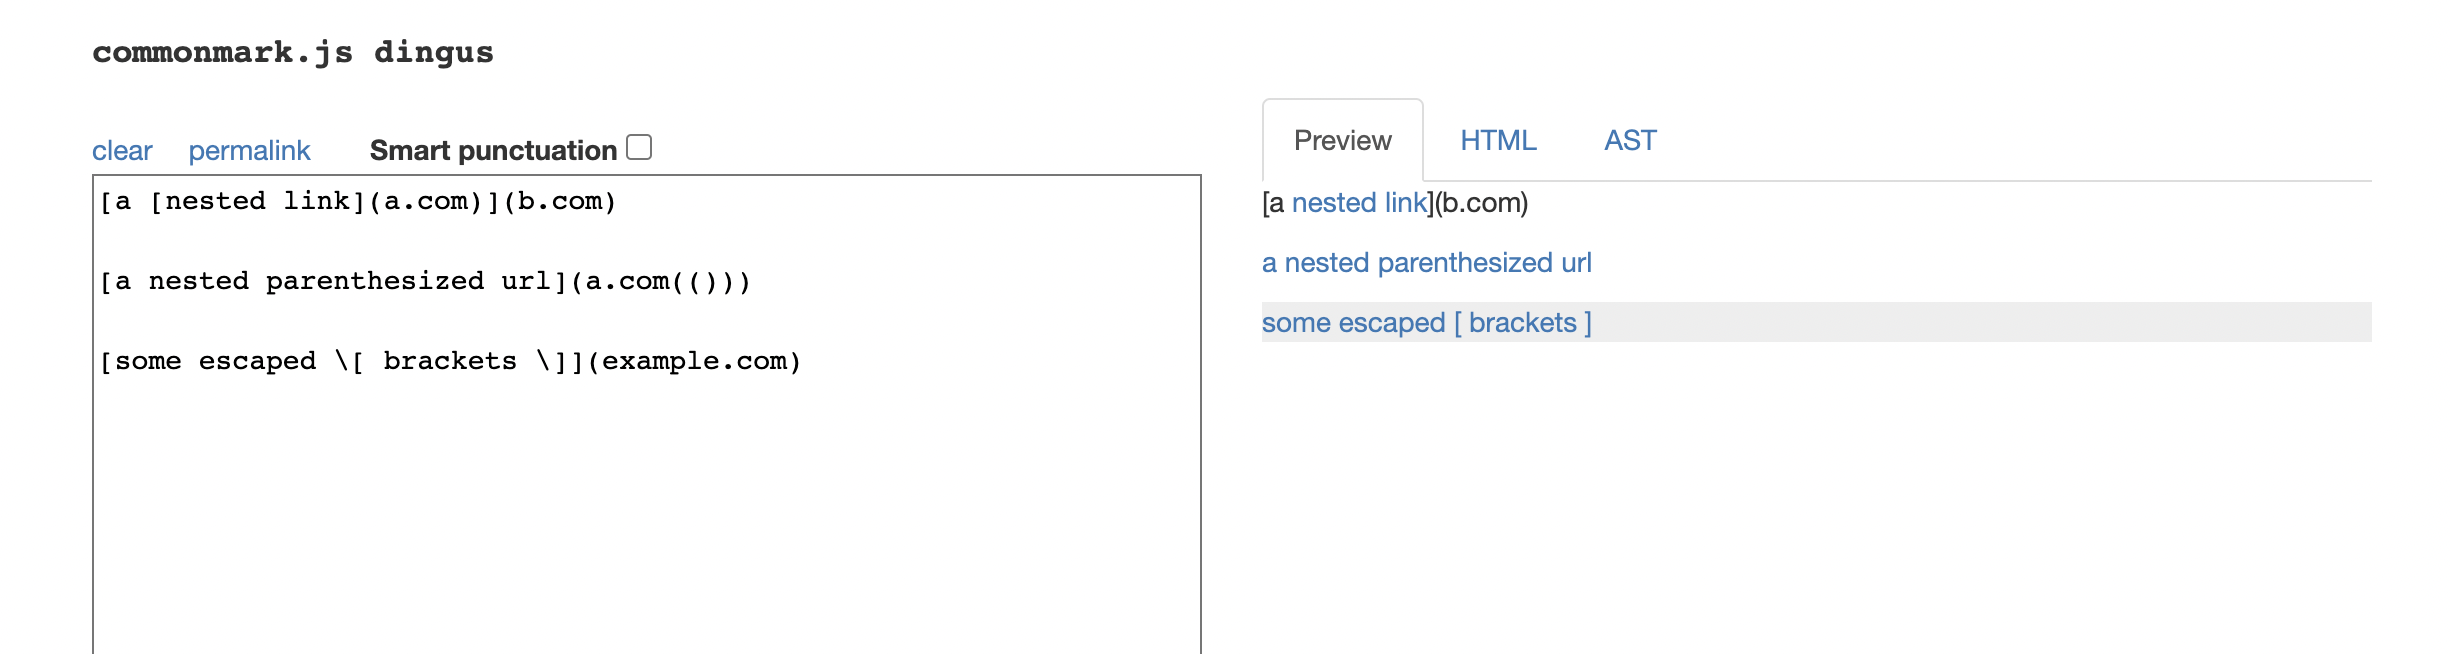 commonmark.js dingus
clear permalink Smart punctuation
[a [nested link](a.com)](b.com)
[a nested parenthesized url](a.com(()))
[some escaped \[ brackets \]](example.com)
Preview HTML AST
[a nested link](b.com)
a nested parenthesized url
some escaped [ brackets ]